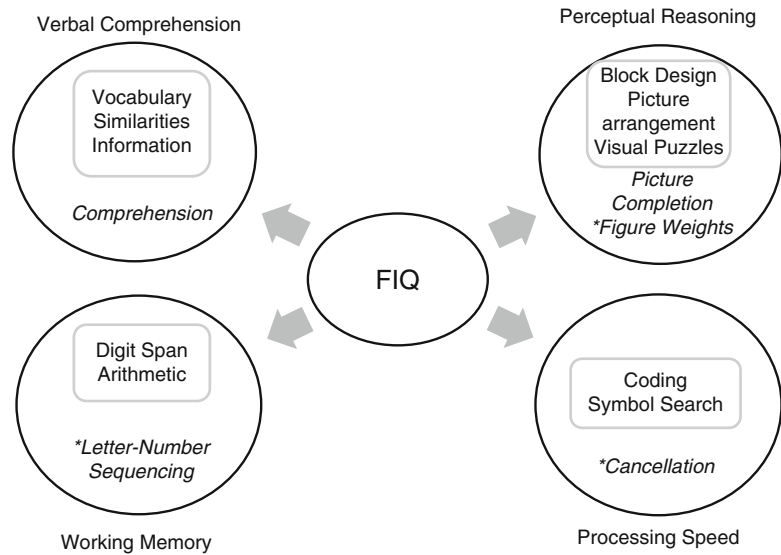 Verbal Comprehension
Vocabulary
Similarities
Information
Comprehension
Perceptual Reasoning
Block Design
Picture
arrangement
Visual Puzzles
Picture
Completion
*Figure Weights
FIQ
Digit Span
Arithmetic
*Letter-Number
Sequencing
Working Memory
Coding
Symbol Search
*Cancellation
Processing Speed